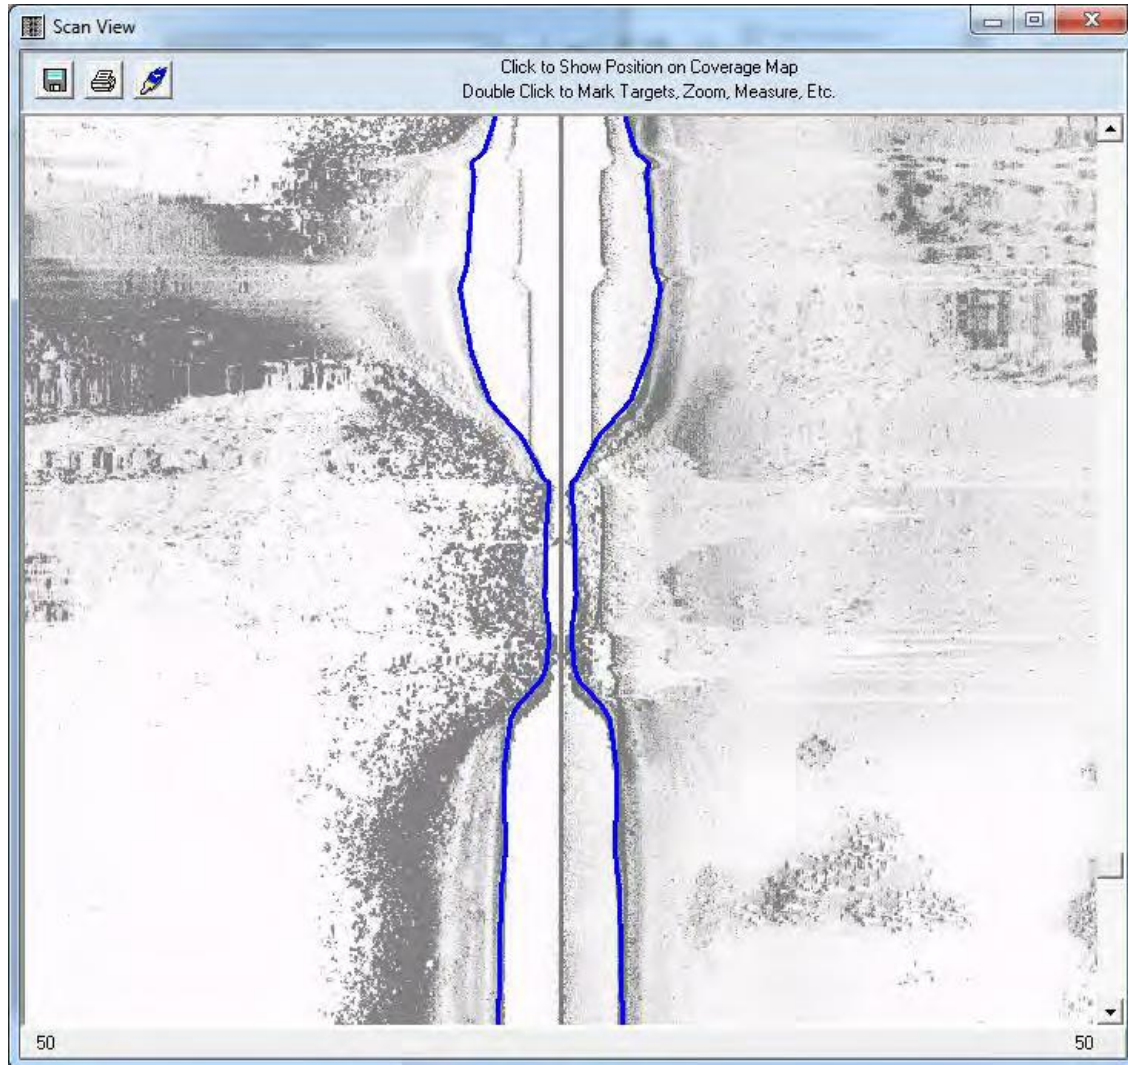 Scan View
Click to Show Position on Coverage Map
Double Click to Mark Targets, Zoom, Measure, Etc.
50
50